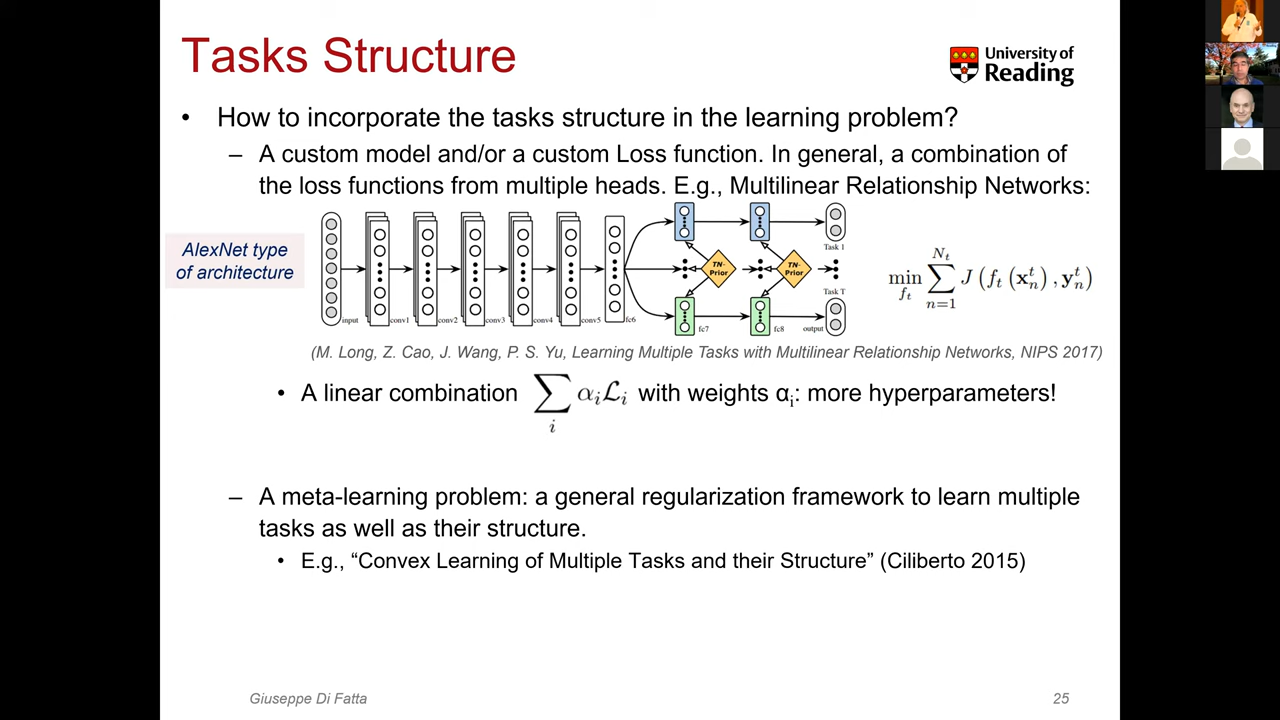 Tasks Structure
University of
Reading
• How to incorporate the tasks structure in the learning problem?
– A custom model and/or a custom Loss function. In general, a combination of
the loss functions from multiple heads. E.g., Multilinear Relationship Networks:
AlexNet type
of architecture
input
conv1
conv2
conv3
conv4
conv5
fc6
TN-
Prior
TN-
Prior
fc7
fc8
Task 1
Task T
output
min_{f_t} \sum_{n=1}^{N_t} J (f_t (x_n^t), y_n^t)
(M. Long, Z. Cao, J. Wang, P. S. Yu, Learning Multiple Tasks with Multilinear Relationship Networks, NIPS 2017)
• A linear combination ∑_i α_i ℒ_i with weights α_i: more hyperparameters!
– A meta-learning problem: a general regularization framework to learn multiple
tasks as well as their structure.
• E.g., “Convex Learning of Multiple Tasks and their Structure” (Ciliberto 2015)
Giuseppe Di Fatta
25